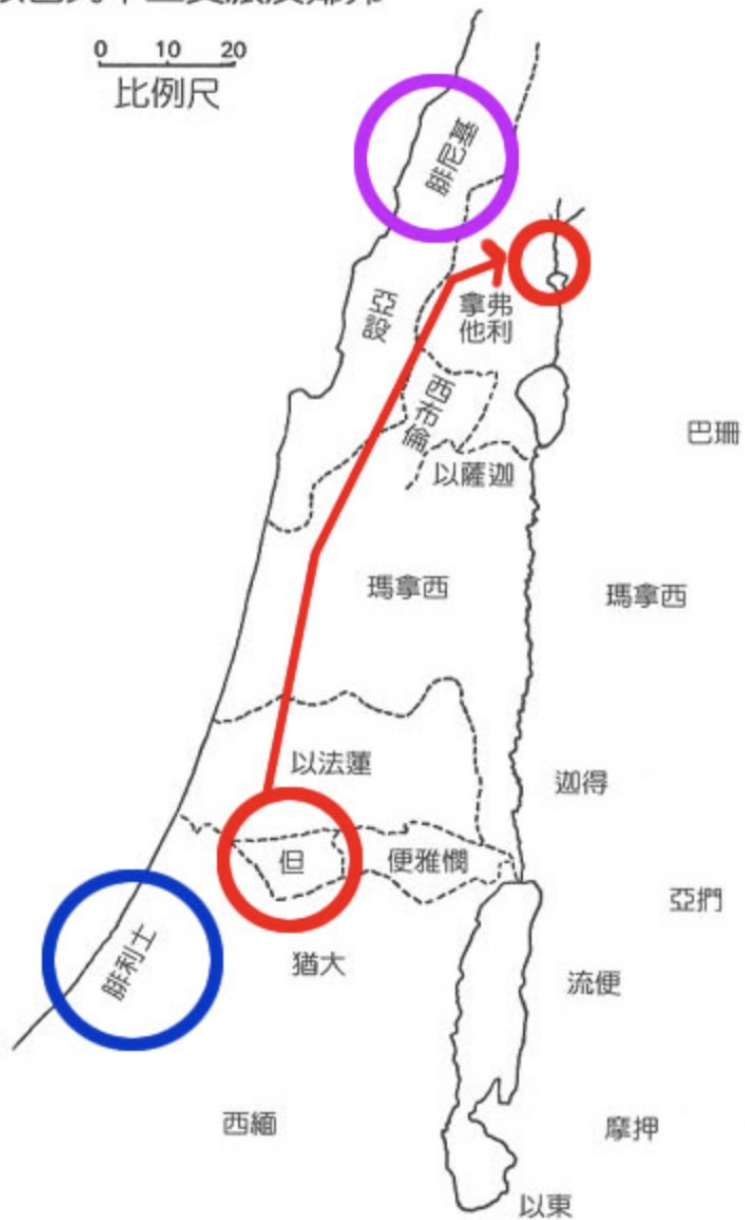 0 10 20
比例尺
腓尼基
亞設
拿弗
他利
西布倫
巴珊
以薩迦
瑪拿西
瑪拿西
以法蓮
迦得
但
便雅憫
亞捫
腓利士
猶大
流便
西緬
摩押
以東